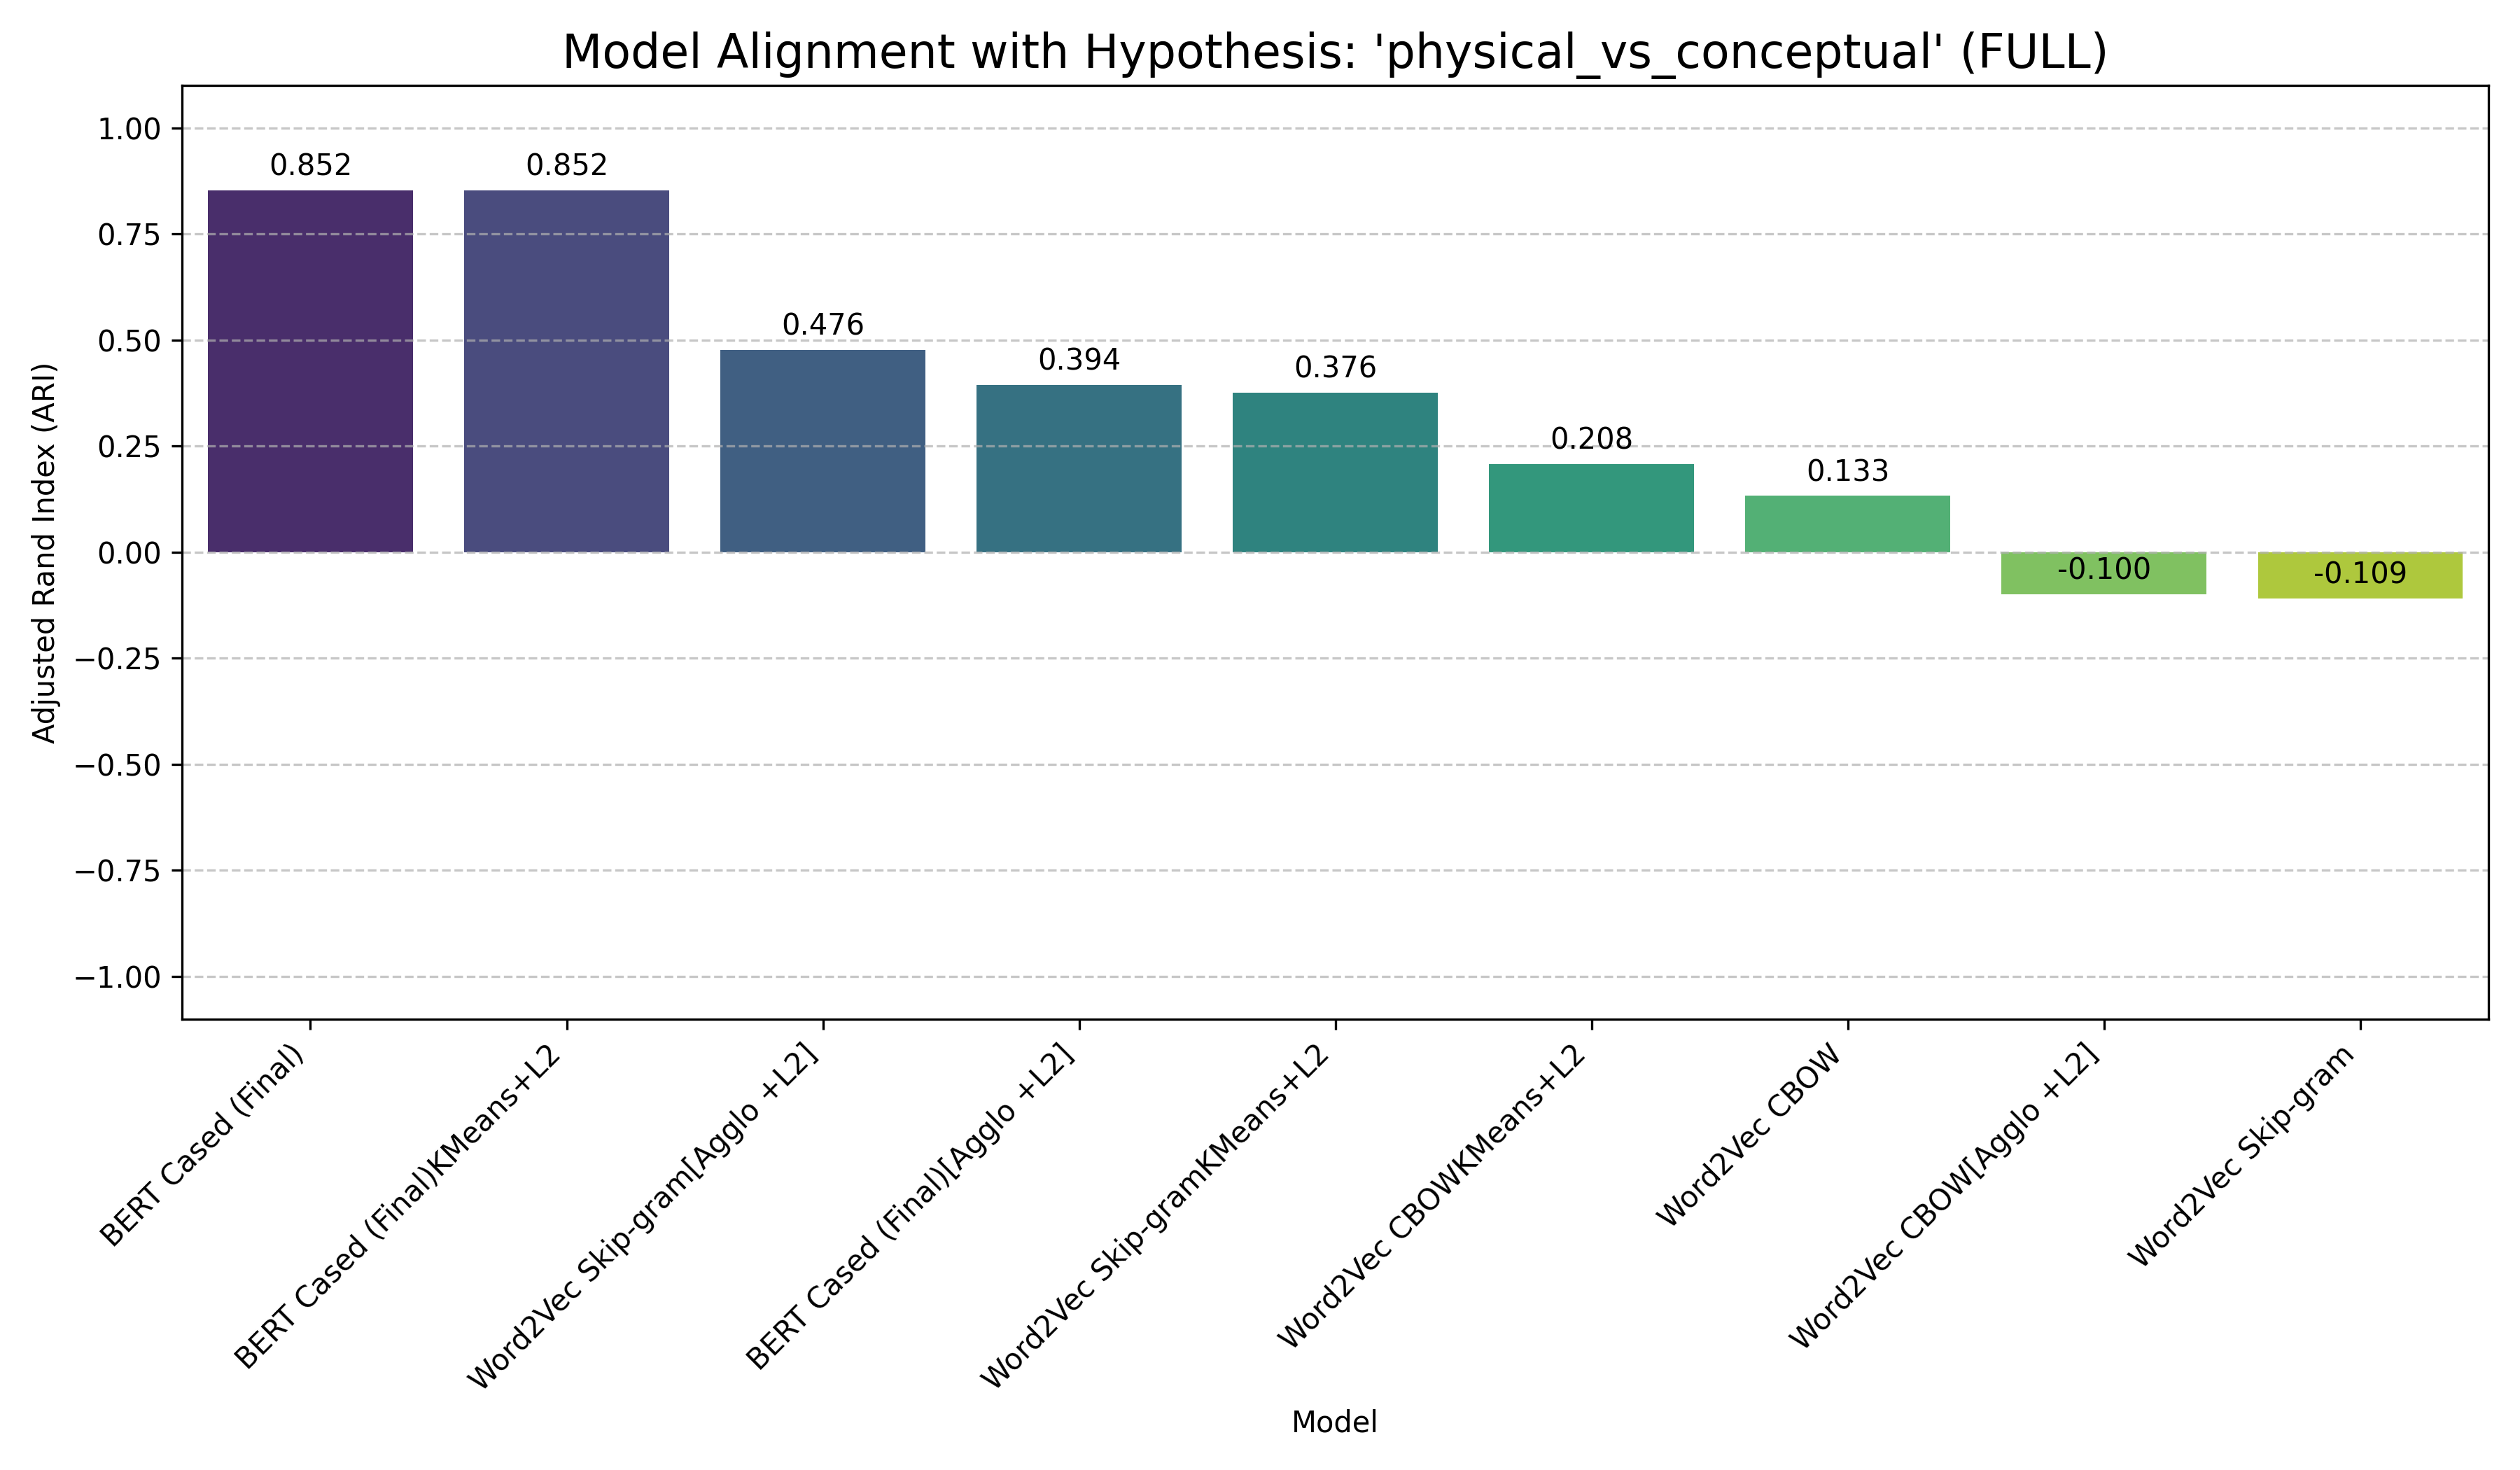 Model Alignment with Hypothesis: 'physical_vs_conceptual' (FULL)
Adjusted Rand Index (ARI)
1.00
0.75
0.50
0.25
0.00
−0.25
−0.50
−0.75
−1.00
0.852
0.852
0.476
0.394
0.376
0.208
0.133
-0.100
-0.109
BERT Cased (Final)
BERT Cased (Final)KMeans+L2
Word2Vec Skip-gram[Agglo +L2]
BERT Cased (Final)[Agglo +L2]
Word2Vec Skip-gramKMeans+L2
Word2Vec CBOWKMeans+L2
Word2Vec CBOW
Word2Vec CBOW[Agglo +L2]
Word2Vec Skip-gram
Model